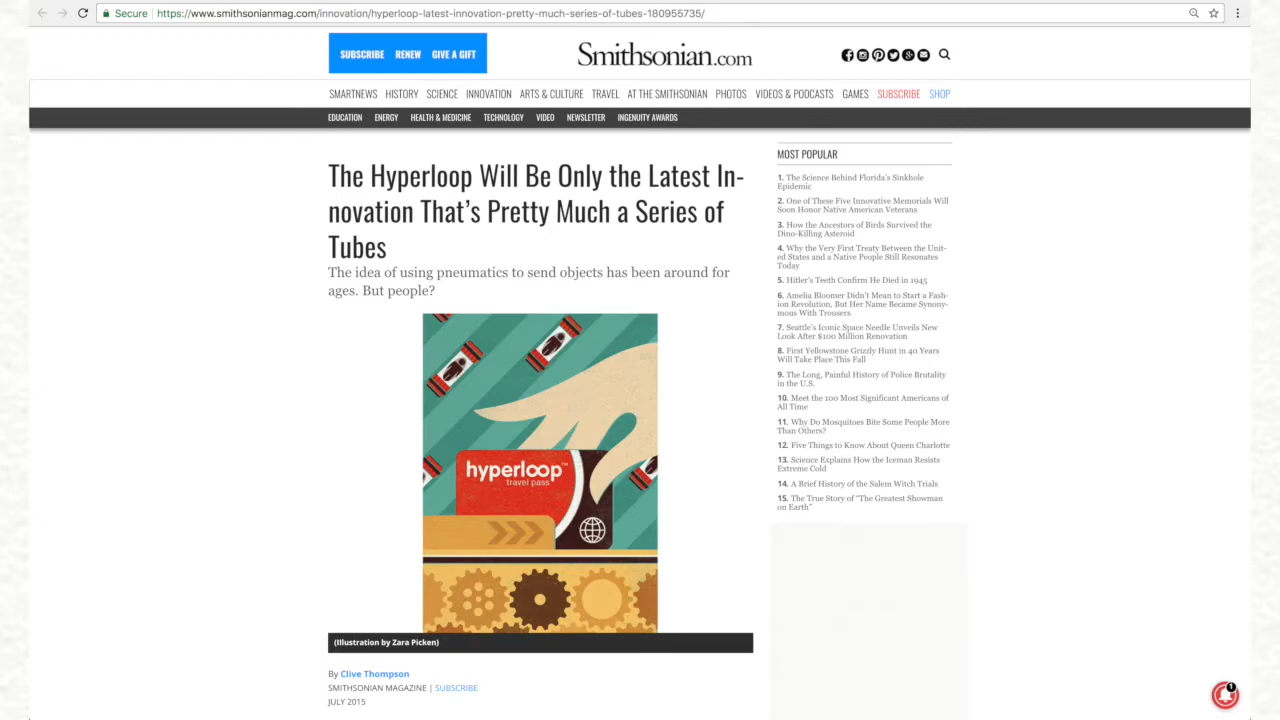 Secure
https://www.smithsonianmag.com/innovation/hyperloop-latest-innovation-pretty-much-series-of-tubes-180955735/
SUBSCRIBE RENEW GIVE A GIFT
Smithsonian.com
SMARTNEWS HISTORY SCIENCE INNOVATION ARTS & CULTURE TRAVEL AT THE SMITHSONIAN PHOTOS VIDEOS & PODCASTS GAMES SUBSCRIBE SHOP
EDUCATION ENERGY HEALTH & MEDICINE TECHNOLOGY VIDEO NEWSLETTER INGENUITY AWARDS
The Hyperloop Will Be Only the Latest In-
novation That's Pretty Much a Series of
Tubes
The idea of using pneumatics to send objects has been around for
ages. But people?
hyperloop™
travel pass
(Illustration by Zara Picken)
By Clive Thompson
SMITHSONIAN MAGAZINE | SUBSCRIBE
JULY 2015
MOST POPULAR
1. The Science Behind Florida's Sinkhole
Epidemic
2. One of These Five Innovative Memorials Will
Soon Honor Native American Veterans
3. How the Ancestors of Birds Survived the
Dino-Killing Asteroid
4. Why the Very First Treaty Between the Unit-
ed States and a Native People Still Resonates
Today
5. Hitler's Teeth Confirm He Died in 1945
6. Amelia Bloomer Didn't Mean to Start a Fash-
ion Revolution, But Her Name Became Synony-
mous With Trousers
7. Seattle's Iconic Space Needle Unveils New
Look After $100 Million Renovation
8. First Yellowstone Grizzly Hunt in 40 Years
Will Take Place This Fall
9. The Long, Painful History of Police Brutality
in the U.S.
10. Meet the 100 Most Significant Americans of
All Time
11. Why Do Mosquitoes Bite Some People More
Than Others?
12. Five Things to Know About Queen Charlotte
13. Science Explains How the Iceman Resists
Extreme Cold
14. A Brief History of the Salem Witch Trials
15. The True Story of "The Greatest Showman
on Earth"
1